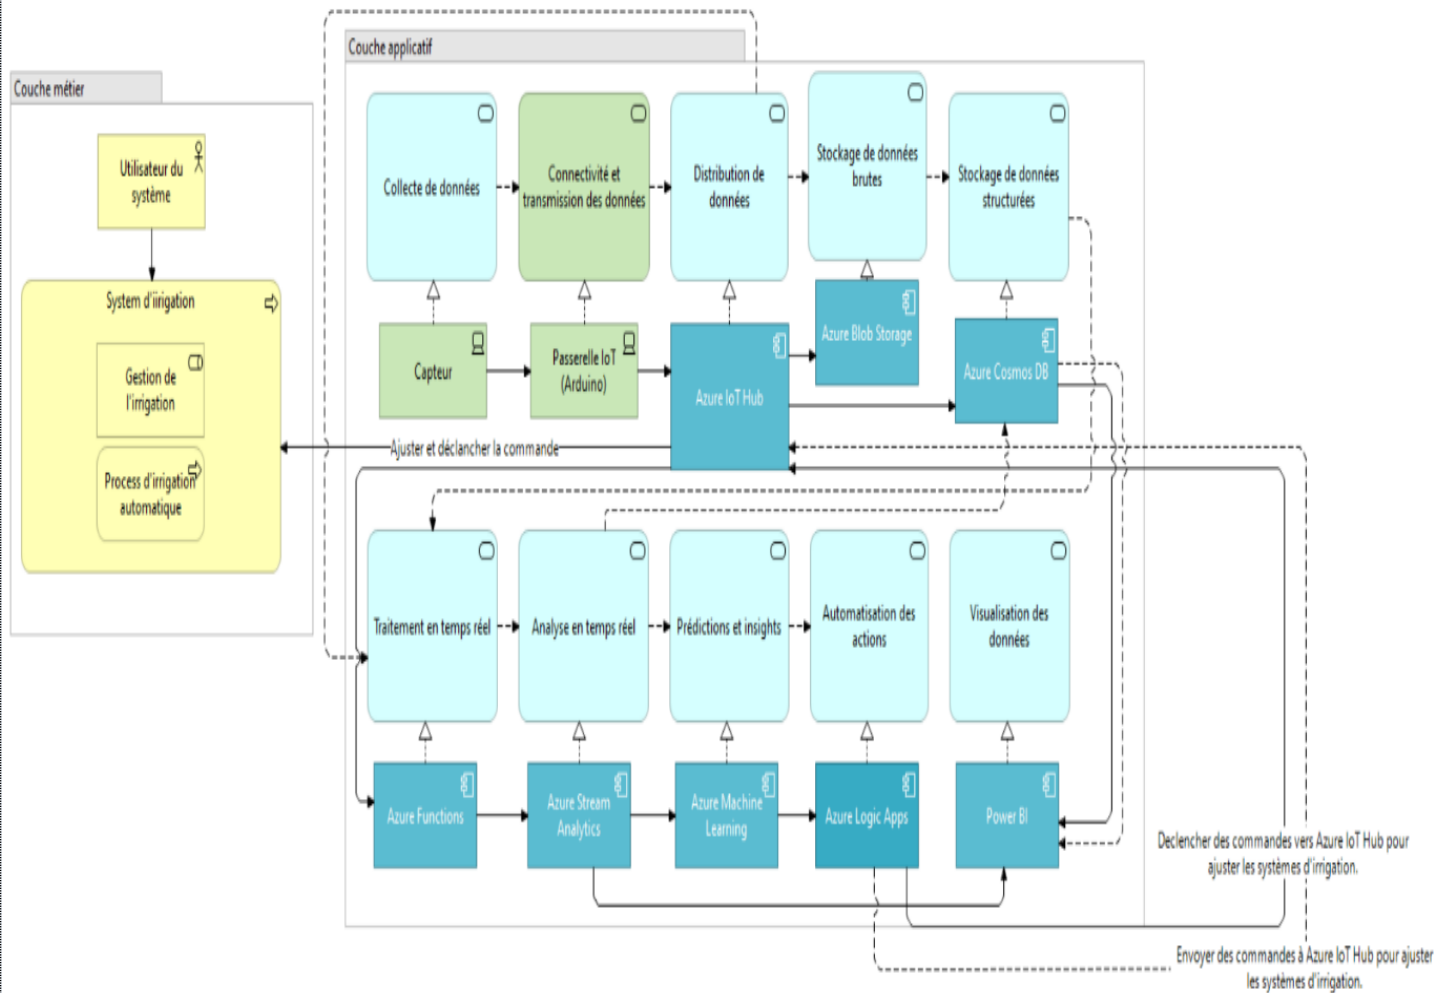 Couche applicatif
Couche métier
Utilisateur du
système
System d'iirigation
Gestion de
l'irrigation
Process d'irrigation
automatique
Collecte de données
Connectivité et
transmission des données
Distribution de
données
Stockage de données
brutes
Stockage de données
structurées
Capteur
Passerelle IoT
(Arduino)
Azure IoT Hub
Azure Blob Storage
Azure Cosmos DB
Ajuster et déclancher la commande
Traitement en temps réel
Analyse en temps réel
Prédictions et insights
Automatisation des
actions
Visualisation des
données
Azure Functions
Azure Stream
Analytics
Azure Machine
Learning
Azure Logic Apps
Power BI
Declencher des commandes vers Azure IoT Hub pour
ajuster les systèmes d'irrigation.
Envoyer des commandes à Azure IoT Hub pour ajuster
les systèmes d'irrigation.